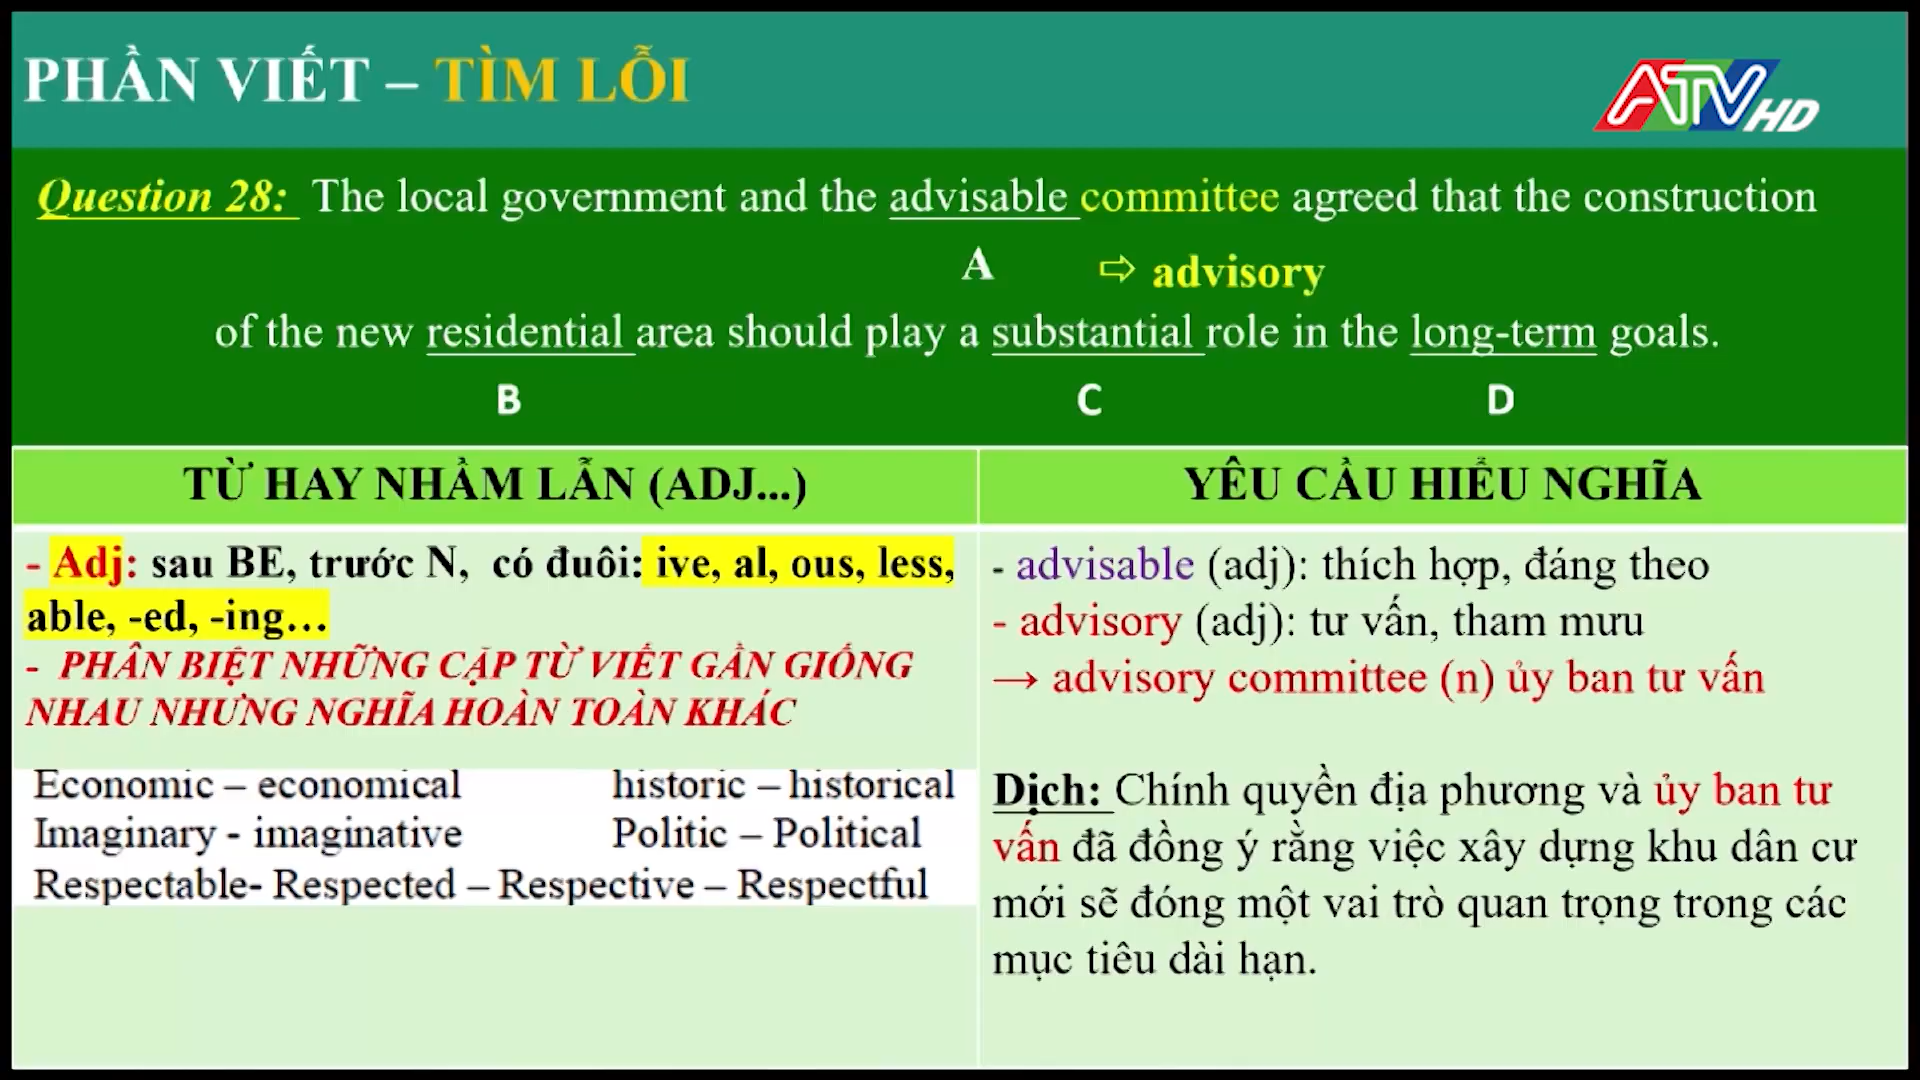 PHẦN VIẾT – TÌM LỖI
ATV HD
Question 28: The local government and the advisable committee agreed that the construction
A ⇨ advisory
of the new residential area should play a substantial role in the long-term goals.
B C D
TỪ HAY NHẦM LẪN (ADJ...)
- Adj: sau BE, trước N, có đuôi: ive, al, ous, less,
able, -ed, -ing…
- PHÂN BIỆT NHỮNG CẶP TỪ VIẾT GẦN GIỐNG
NHAU NHƯNG NGHĨA HOÀN TOÀN KHÁC
Economic – economical historic – historical
Imaginary - imaginative Politic – Political
Respectable- Respected – Respective – Respectful
YÊU CẦU HIỂU NGHĨA
- advisable (adj): thích hợp, đáng theo
- advisory (adj): tư vấn, tham mưu
→ advisory committee (n) ủy ban tư vấn
Dịch: Chính quyền địa phương và ủy ban tư
vấn đã đồng ý rằng việc xây dựng khu dân cư
mới sẽ đóng một vai trò quan trọng trong các
mục tiêu dài hạn.